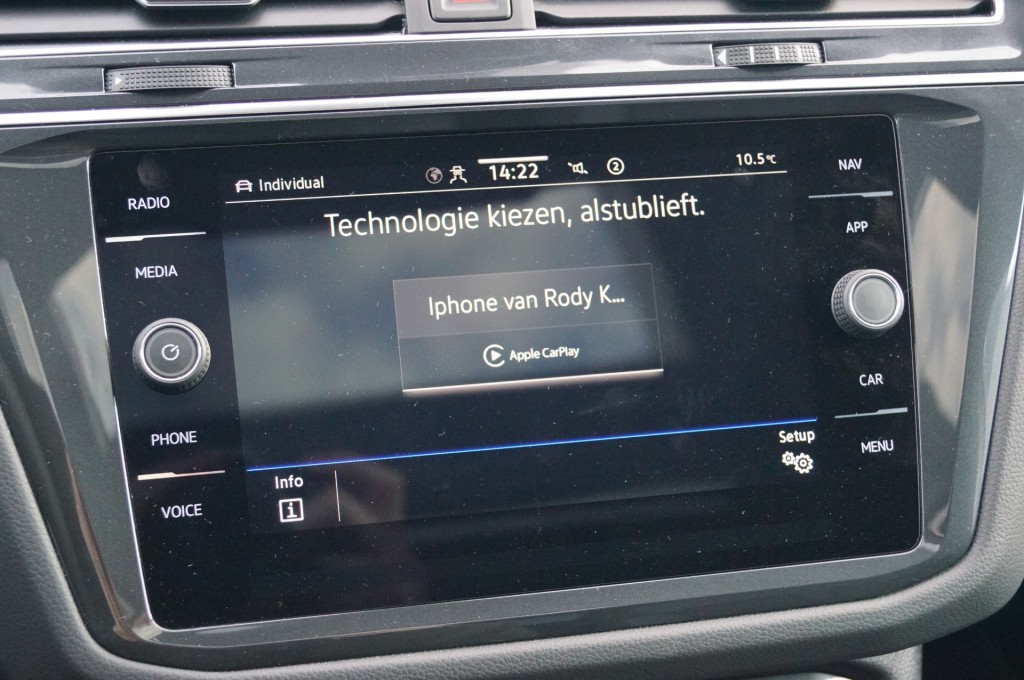 Individual
14:22
2
10.5°C
Technologie kiezen, alstublieft.
Iphone van Rody K...
Apple CarPlay
Info
i
Setup
RADIO
MEDIA
PHONE
VOICE
NAV
APP
CAR
MENU